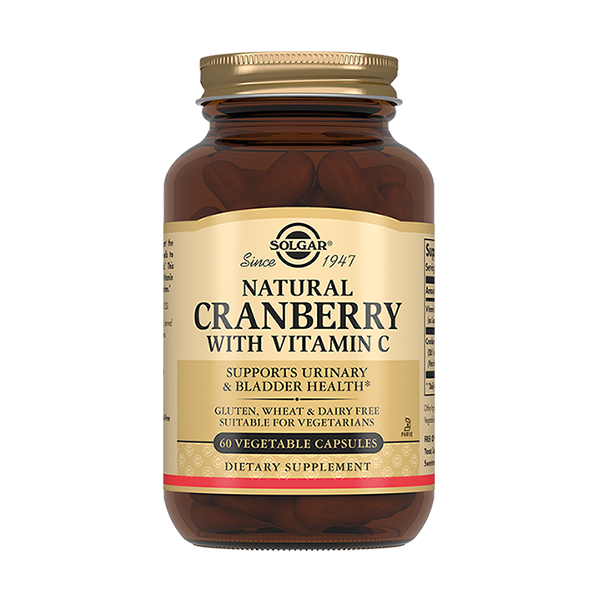 SOLGAR®
Since 1947
NATURAL
CRANBERRY
WITH VITAMIN C
SUPPORTS URINARY
& BLADDER HEALTH*
GLUTEN, WHEAT & DAIRY FREE
SUITABLE FOR VEGETARIANS
PARVE
60 VEGETABLE CAPSULES
DIETARY SUPPLEMENT